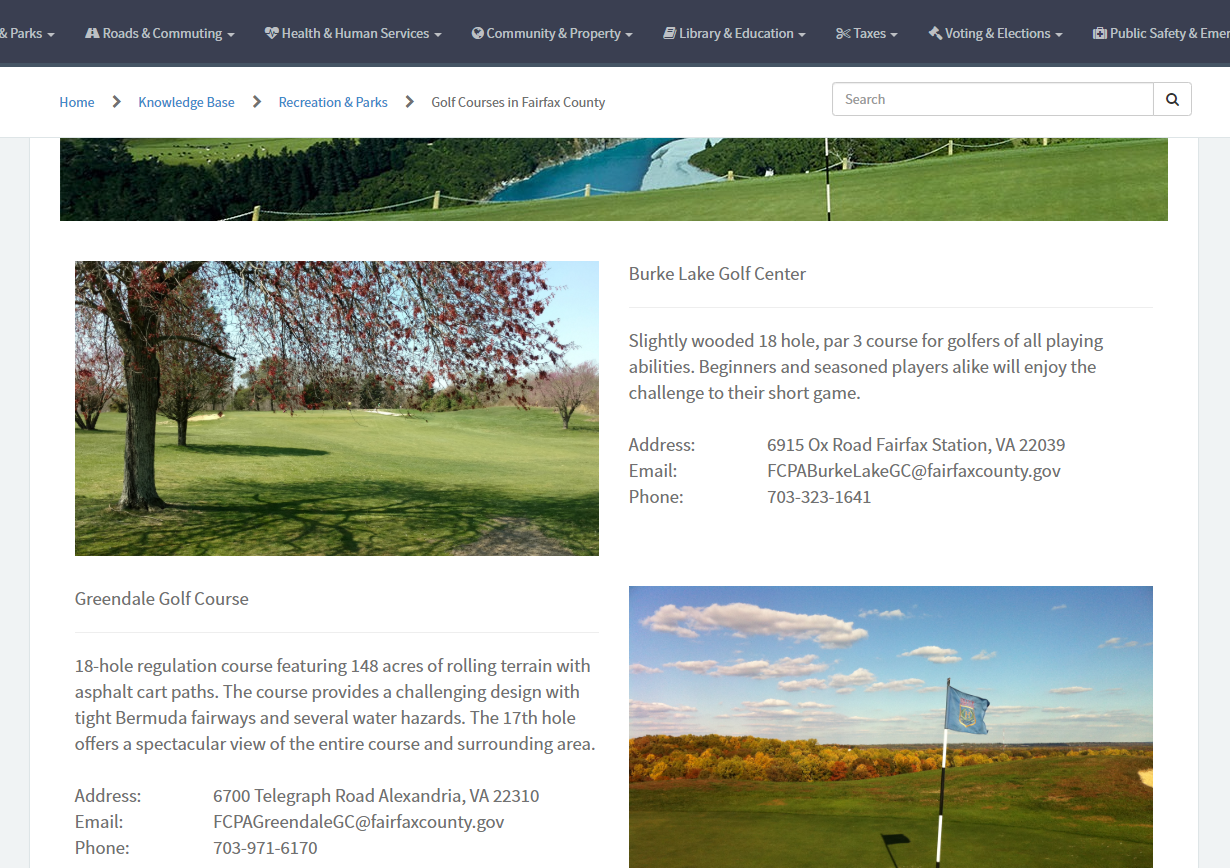 & Parks
Roads & Commuting
Health & Human Services
Community & Property
Library & Education
Taxes
Voting & Elections
Public Safety & Emer
Home
Knowledge Base
Recreation & Parks
Golf Courses in Fairfax County
Search
Burke Lake Golf Center
Slightly wooded 18 hole, par 3 course for golfers of all playing
abilities. Beginners and seasoned players alike will enjoy the
challenge to their short game.
Address: 6915 Ox Road Fairfax Station, VA 22039
Email: FCPABurkeLakeGC@fairfaxcounty.gov
Phone: 703-323-1641
Greendale Golf Course
18-hole regulation course featuring 148 acres of rolling terrain with
asphalt cart paths. The course provides a challenging design with
tight Bermuda fairways and several water hazards. The 17th hole
offers a spectacular view of the entire course and surrounding area.
Address: 6700 Telegraph Road Alexandria, VA 22310
Email: FCPAGreendaleGC@fairfaxcounty.gov
Phone: 703-971-6170